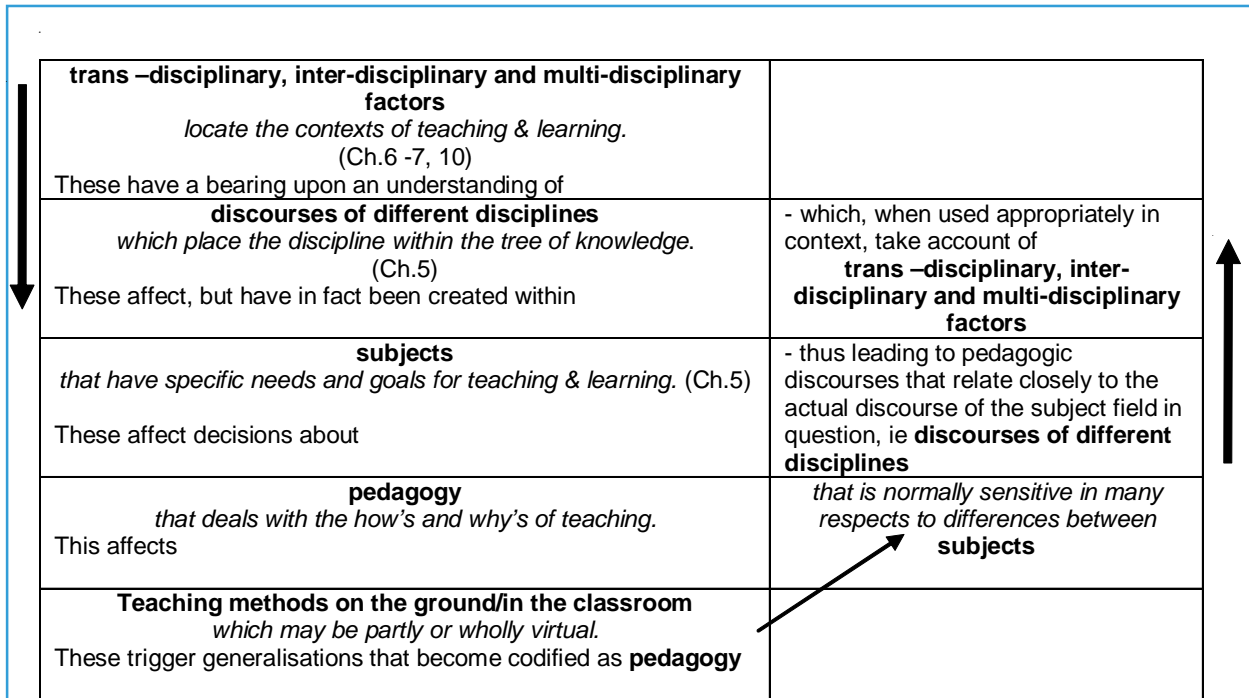 trans –disciplinary, inter-disciplinary and multi-disciplinary
factors
locate the contexts of teaching & learning.
(Ch.6 -7, 10)
These have a bearing upon an understanding of
discourses of different disciplines
which place the discipline within the tree of knowledge.
(Ch.5)
These affect, but have in fact been created within
- which, when used appropriately in
context, take account of
trans –disciplinary, inter-
disciplinary and multi-disciplinary
factors
subjects
that have specific needs and goals for teaching & learning. (Ch.5)
These affect decisions about
- thus leading to pedagogic
discourses that relate closely to the
actual discourse of the subject field in
question, ie discourses of different
disciplines
pedagogy
that deals with the how's and why's of teaching.
This affects
that is normally sensitive in many
respects to differences between
subjects
Teaching methods on the ground/in the classroom
which may be partly or wholly virtual.
These trigger generalisations that become codified as pedagogy